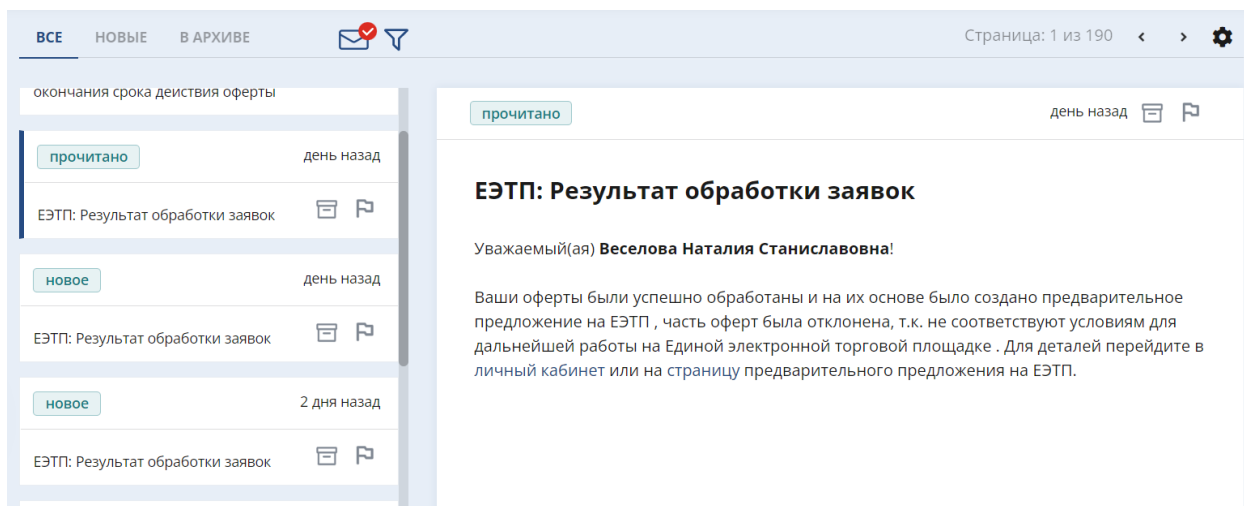 ВСЕ НОВЫЕ В АРХИВЕ Страница: 1 из 190
окончания срока действия оферты
прочитано день назад
ЕЭТП: Результат обработки заявок
новое день назад
ЕЭТП: Результат обработки заявок
новое 2 дня назад
ЕЭТП: Результат обработки заявок
прочитано день назад
ЕЭТП: Результат обработки заявок
Уважаемый(ая) Веселова Наталия Станиславовна!
Ваши оферты были успешно обработаны и на их основе было создано предварительное
предложение на ЕЭТП , часть оферт была отклонена, т.к. не соответствуют условиям для
дальнейшей работы на Единой электронной торговой площадке . Для деталей перейдите в
личный кабинет или на страницу предварительного предложения на ЕЭТП.